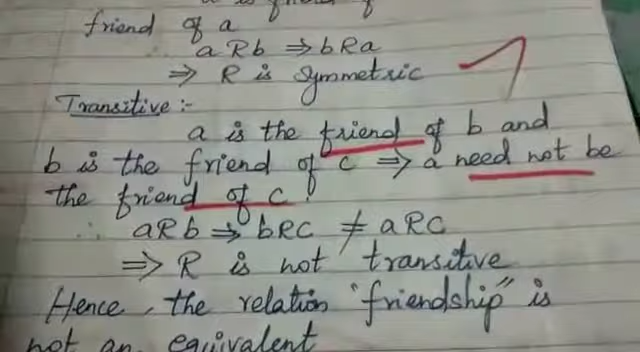 friend of a
aRb ⇒ bRa
⇒ R is symmetric
Transitive :-
a is the friend of b and
b is the friend of c ⇒ a need not be
the friend of c.
∴ aRb ⇒ bRC ≠ aRC
⇒ R is not transitive
Hence, the relation "friendship" is
not an equivalent